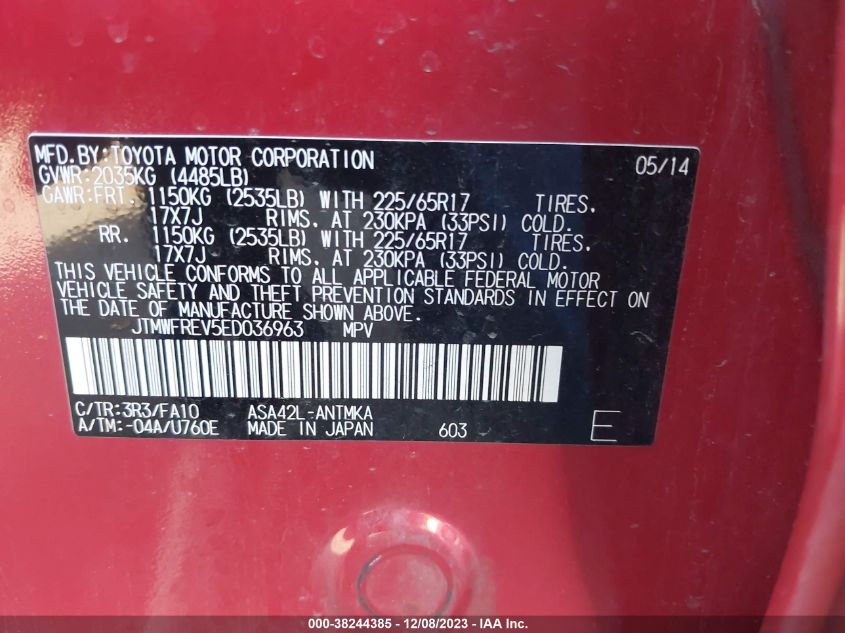 MFD.BY:TOYOTA MOTOR CORPORATION 05/14
GVWR:2035KG (4485LB)
GAWR:FRT. 1150KG (2535LB) WITH 225/65R17 TIRES,
17X7J RIMS, AT 230KPA (33PSI) COLD.
RR. 1150KG (2535LB) WITH 225/65R17 TIRES,
17X7J RIMS, AT 230KPA (33PSI) COLD.
THIS VEHICLE CONFORMS TO ALL APPLICABLE FEDERAL MOTOR
VEHICLE SAFETY AND THEFT PREVENTION STANDARDS IN EFFECT ON
THE DATE OF MANUFACTURE SHOWN ABOVE.
JTMWFREV5ED036963 MPV
C/TR:3R3/FA10 ASA42L-ANTMKA
A/TM:-04A/U760E MADE IN JAPAN 603 E
000-38244385 - 12/08/2023 - IAA Inc.